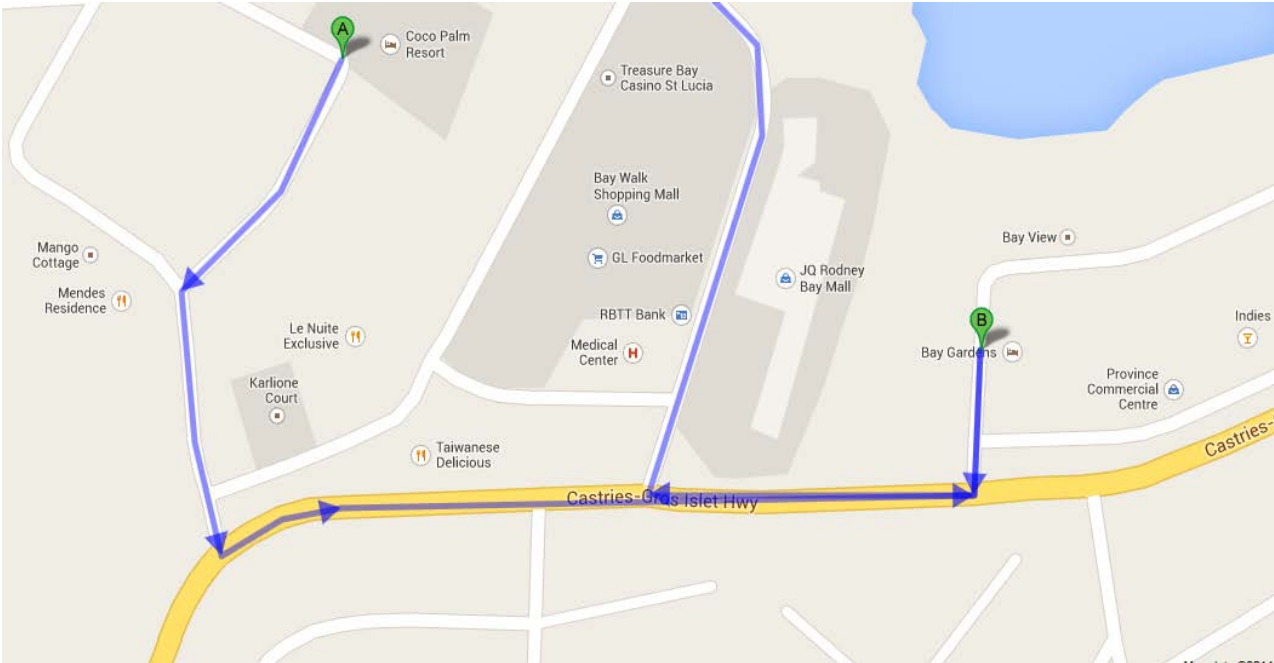 A
Coco Palm
Resort
Treasure Bay
Casino St Lucia
Bay Walk
Shopping Mall
Mango
Cottage
Bay View
GL Foodmarket
JQ Rodney
Bay Mall
Mendes
Residence
RBTT Bank
B
Indies
Le Nuite
Exclusive
Medical
Center
H
Bay Gardens
Karlione
Court
Province
Commercial
Centre
Taiwanese
Delicious
Castries-
Castries-Gros Islet Hwy